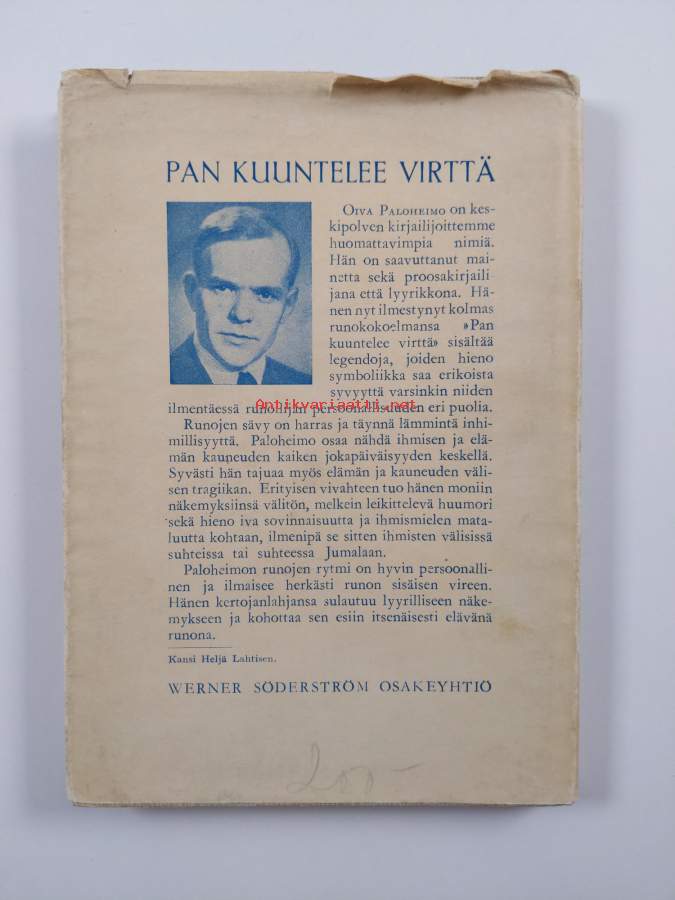 PAN KUUNTELEE VIRTTÄ
OIVA PALOHEIMO on kes-
kipolven kirjailijoittemme
huomattavimpia nimiä.
Hän on saavuttanut mai-
netta sekä proosakirjaili-
jana että lyyrikkona. Hä-
nen nyt ilmestynyt kolmas
runokokoelmansa »Pan
kuuntelee virttä» sisältää
legendoja, joiden hieno
symboliikka saa erikoista
syvyyttä varsinkin niiden
ilmentäessä runoilijan persoonallisuuden eri puolia.
Antikvariaatti.net
Runojen sävy on harras ja täynnä lämmintä inhi-
millisyyttä. Paloheimo osaa nähdä ihmisen ja elä-
män kauneuden kaiken jokapäiväisyyden keskellä.
Syvästi hän tajuaa myös elämän ja kauneuden väli-
sen tragiikan. Erityisen vivahteen tuo hänen moniin
näkemyksiinsä välitön, melkein leikittelevä huumori
sekä hieno iva sovinnaisuutta ja ihmismielen mata-
luutta kohtaan, ilmenipä se sitten ihmisten välisissä
suhteissa tai suhteessa Jumalaan.
Paloheimon runojen rytmi on hyvin persoonalli-
nen ja ilmaisee herkästi runon sisäisen vireen.
Hänen kertojanlahjansa sulautuu lyyrilliseen näke-
mykseen ja kohottaa sen esiin itsenäisesti elävänä
runona.
Kansi Heljä Lahtisen.
WERNER SÖDERSTRÖM OSAKEYHTIÖ
200-